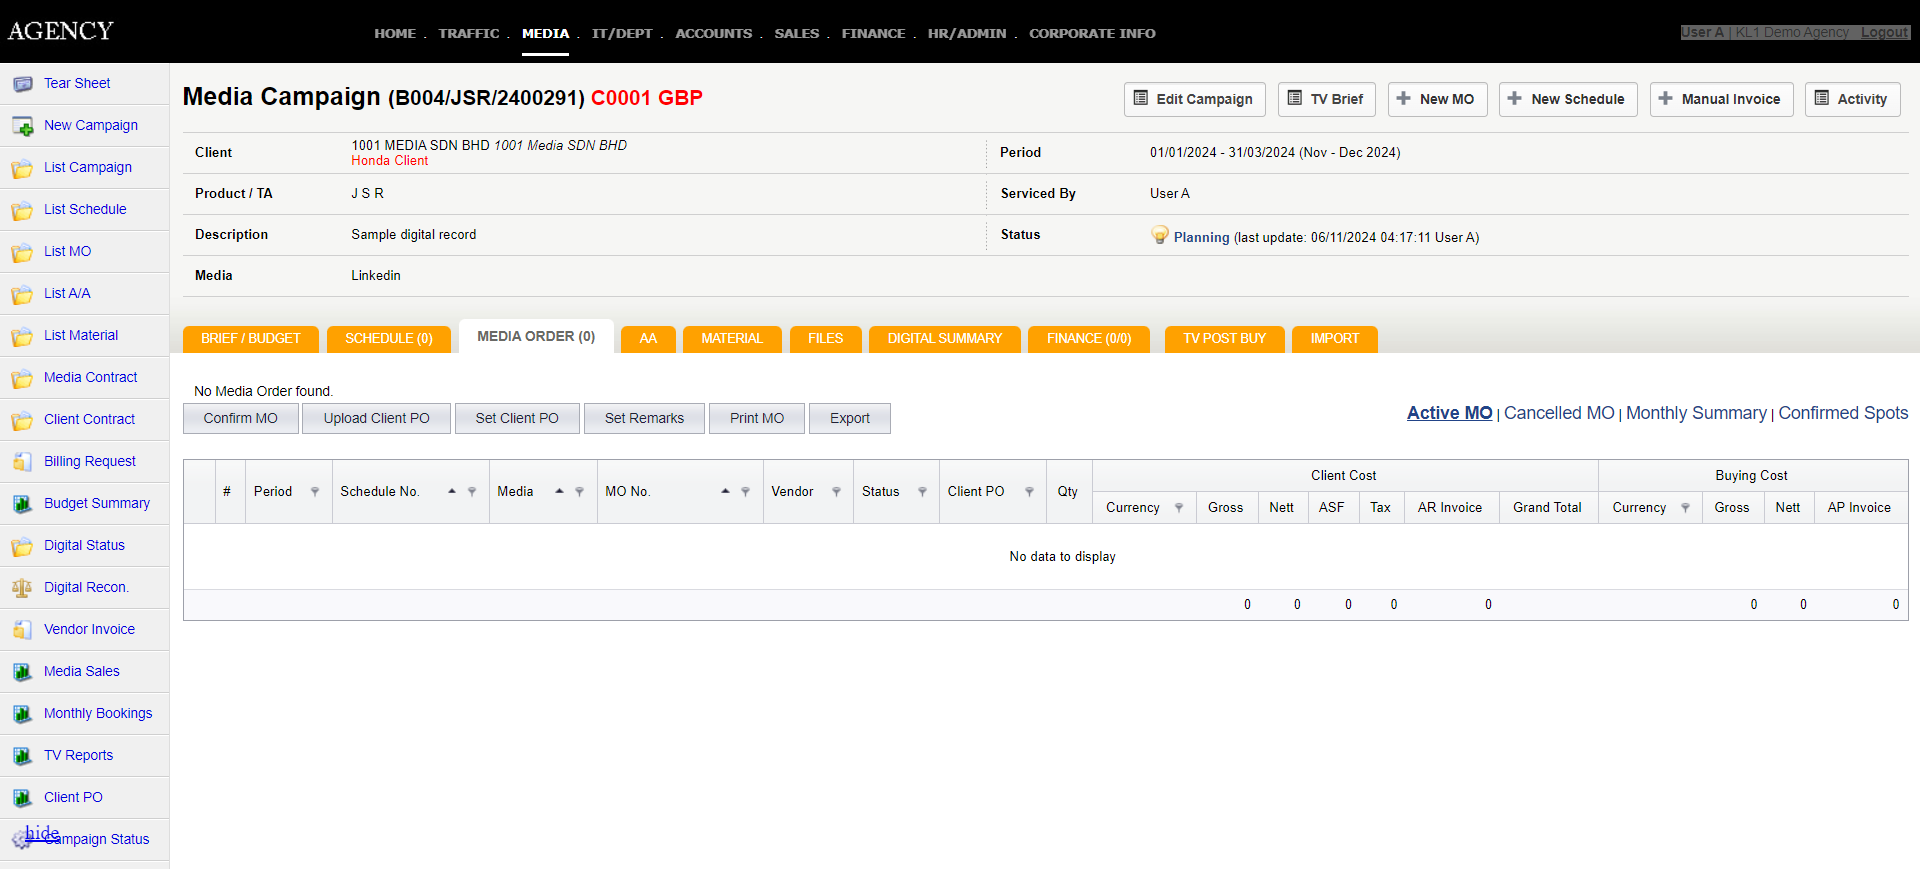 AGENCY
HOME . TRAFFIC . MEDIA . IT/DEPT . ACCOUNTS . SALES . FINANCE . HR/ADMIN . CORPORATE INFO
User A | KL1 Demo Agency Logout
Tear Sheet
New Campaign
List Campaign
List Schedule
List MO
List A/A
List Material
Media Contract
Client Contract
Billing Request
Budget Summary
Digital Status
Digital Recon.
Vendor Invoice
Media Sales
Monthly Bookings
TV Reports
Client PO
hide
Campaign Status
Media Campaign (B004/JSR/2400291) C0001 GBP
Edit Campaign TV Brief New MO New Schedule Manual Invoice Activity
Client 1001 MEDIA SDN BHD 1001 Media SDN BHD
Honda Client
Period 01/01/2024 - 31/03/2024 (Nov - Dec 2024)
Product / TA J S R
Serviced By User A
Description Sample digital record
Status Planning (last update: 06/11/2024 04:17:11 User A)
Media Linkedin
BRIEF / BUDGET SCHEDULE (0) MEDIA ORDER (0) AA MATERIAL FILES DIGITAL SUMMARY FINANCE (0/0) TV POST BUY IMPORT
No Media Order found.
Confirm MO Upload Client PO Set Client PO Set Remarks Print MO Export
Active MO | Cancelled MO | Monthly Summary | Confirmed Spots
# Period Schedule No. Media MO No. Vendor Status Client PO Qty
Client Cost Buying Cost
Currency Gross Nett ASF Tax AR Invoice Grand Total Currency Gross Nett AP Invoice
No data to display
0 0 0 0 0 0 0 0